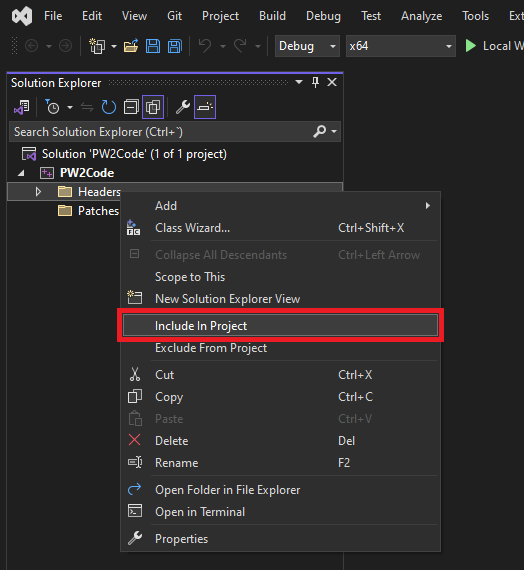 File Edit View Git Project Build Debug Test Analyze Tools Ext
Debug x64 Local W
Solution Explorer
Search Solution Explorer (Ctrl+`)
Solution 'PW2Code' (1 of 1 project)
PW2Code
Headers
Patches
Add
Class Wizard... Ctrl+Shift+X
Collapse All Descendants Ctrl+Left Arrow
Scope to This
New Solution Explorer View
Include In Project
Exclude From Project
Cut Ctrl+X
Copy Ctrl+C
Paste Ctrl+V
Delete Del
Rename F2
Open Folder in File Explorer
Open in Terminal
Properties